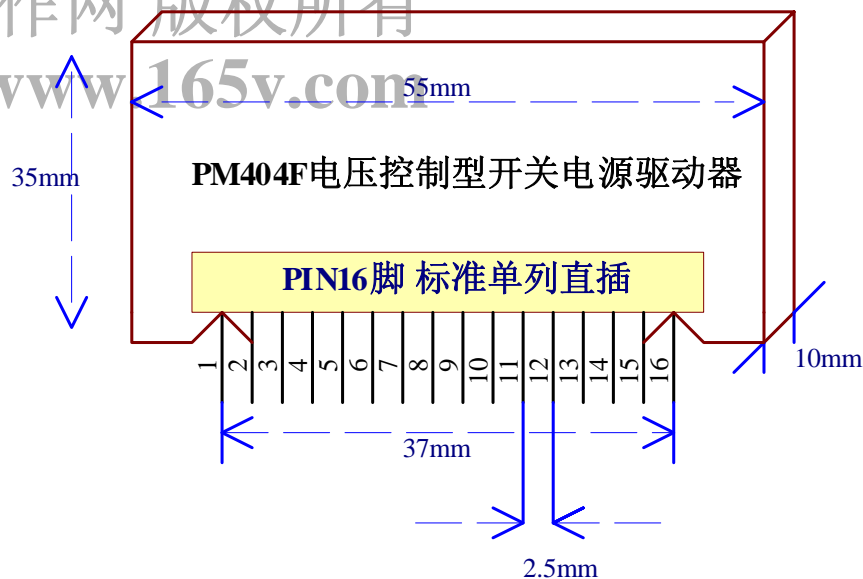 作网 版权所有
www.165v.com
55mm
35mm
PM404F电压控制型开关电源驱动器
PIN16脚 标准单列直插
1 2 3 4 5 6 7 8 9 10 11 12 13 14 15 16
10mm
37mm
2.5mm